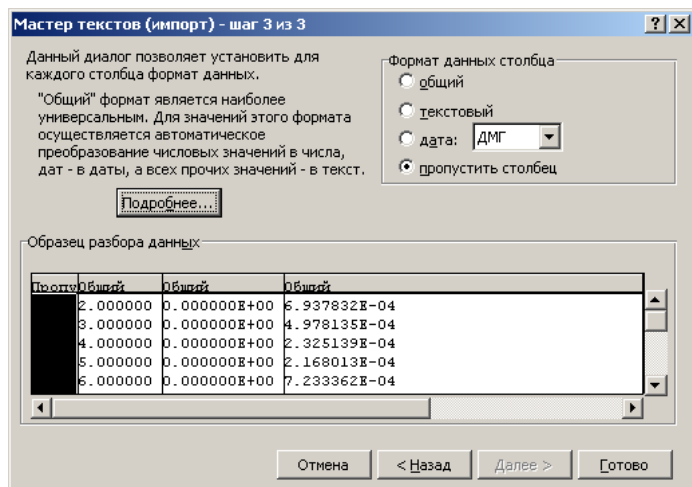 Мастер текстов (импорт) - шаг 3 из 3
Данный диалог позволяет установить для
каждого столбца формат данных.
"Общий" формат является наиболее
универсальным. Для значений этого формата
осуществляется автоматическое
преобразование числовых значений в числа,
дат - в даты, а всех прочих значений - в текст.
Подробнее...
Формат данных столбца
общий
текстовый
дата: ДМГ
пропустить столбец
Образец разбора данных
Пропу Общий Общий Общий
2.000000 0.000000E+00 6.937832E-04
3.000000 0.000000E+00 4.978135E-04
4.000000 0.000000E+00 2.325139E-04
5.000000 0.000000E+00 2.168013E-04
6.000000 0.000000E+00 7.233362E-04
Отмена < Назад Далее > Готово